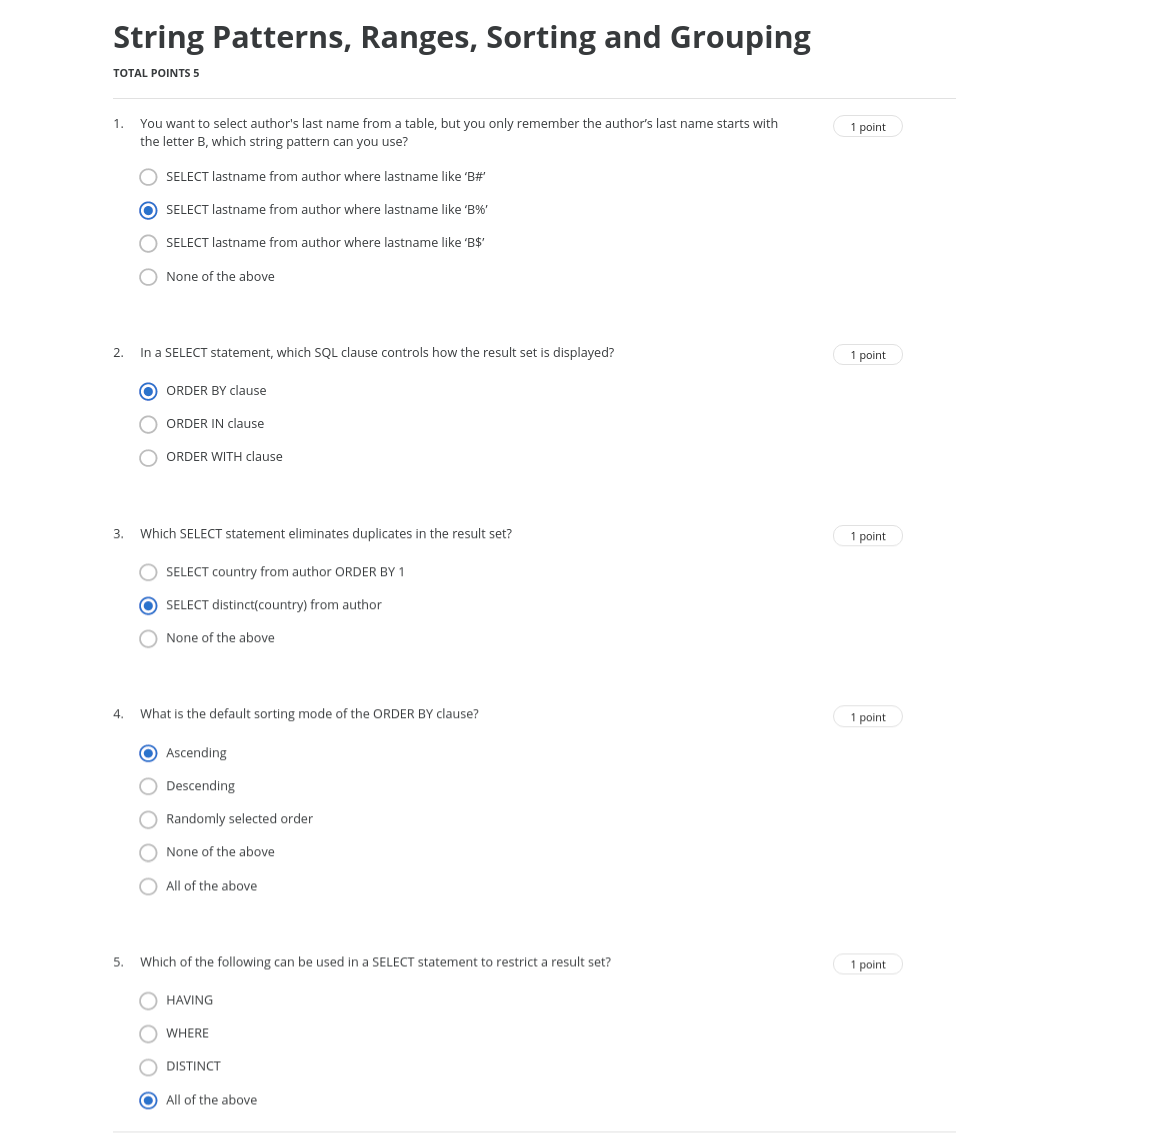 String Patterns, Ranges, Sorting and Grouping
TOTAL POINTS 5
1. You want to select author's last name from a table, but you only remember the author’s last name starts with
the letter B, which string pattern can you use?
1 point
SELECT lastname from author where lastname like ‘B#’
SELECT lastname from author where lastname like ‘B%’
SELECT lastname from author where lastname like ‘B$’
None of the above
2. In a SELECT statement, which SQL clause controls how the result set is displayed?
1 point
ORDER BY clause
ORDER IN clause
ORDER WITH clause
3. Which SELECT statement eliminates duplicates in the result set?
1 point
SELECT country from author ORDER BY 1
SELECT distinct(country) from author
None of the above
4. What is the default sorting mode of the ORDER BY clause?
1 point
Ascending
Descending
Randomly selected order
None of the above
All of the above
5. Which of the following can be used in a SELECT statement to restrict a result set?
1 point
HAVING
WHERE
DISTINCT
All of the above